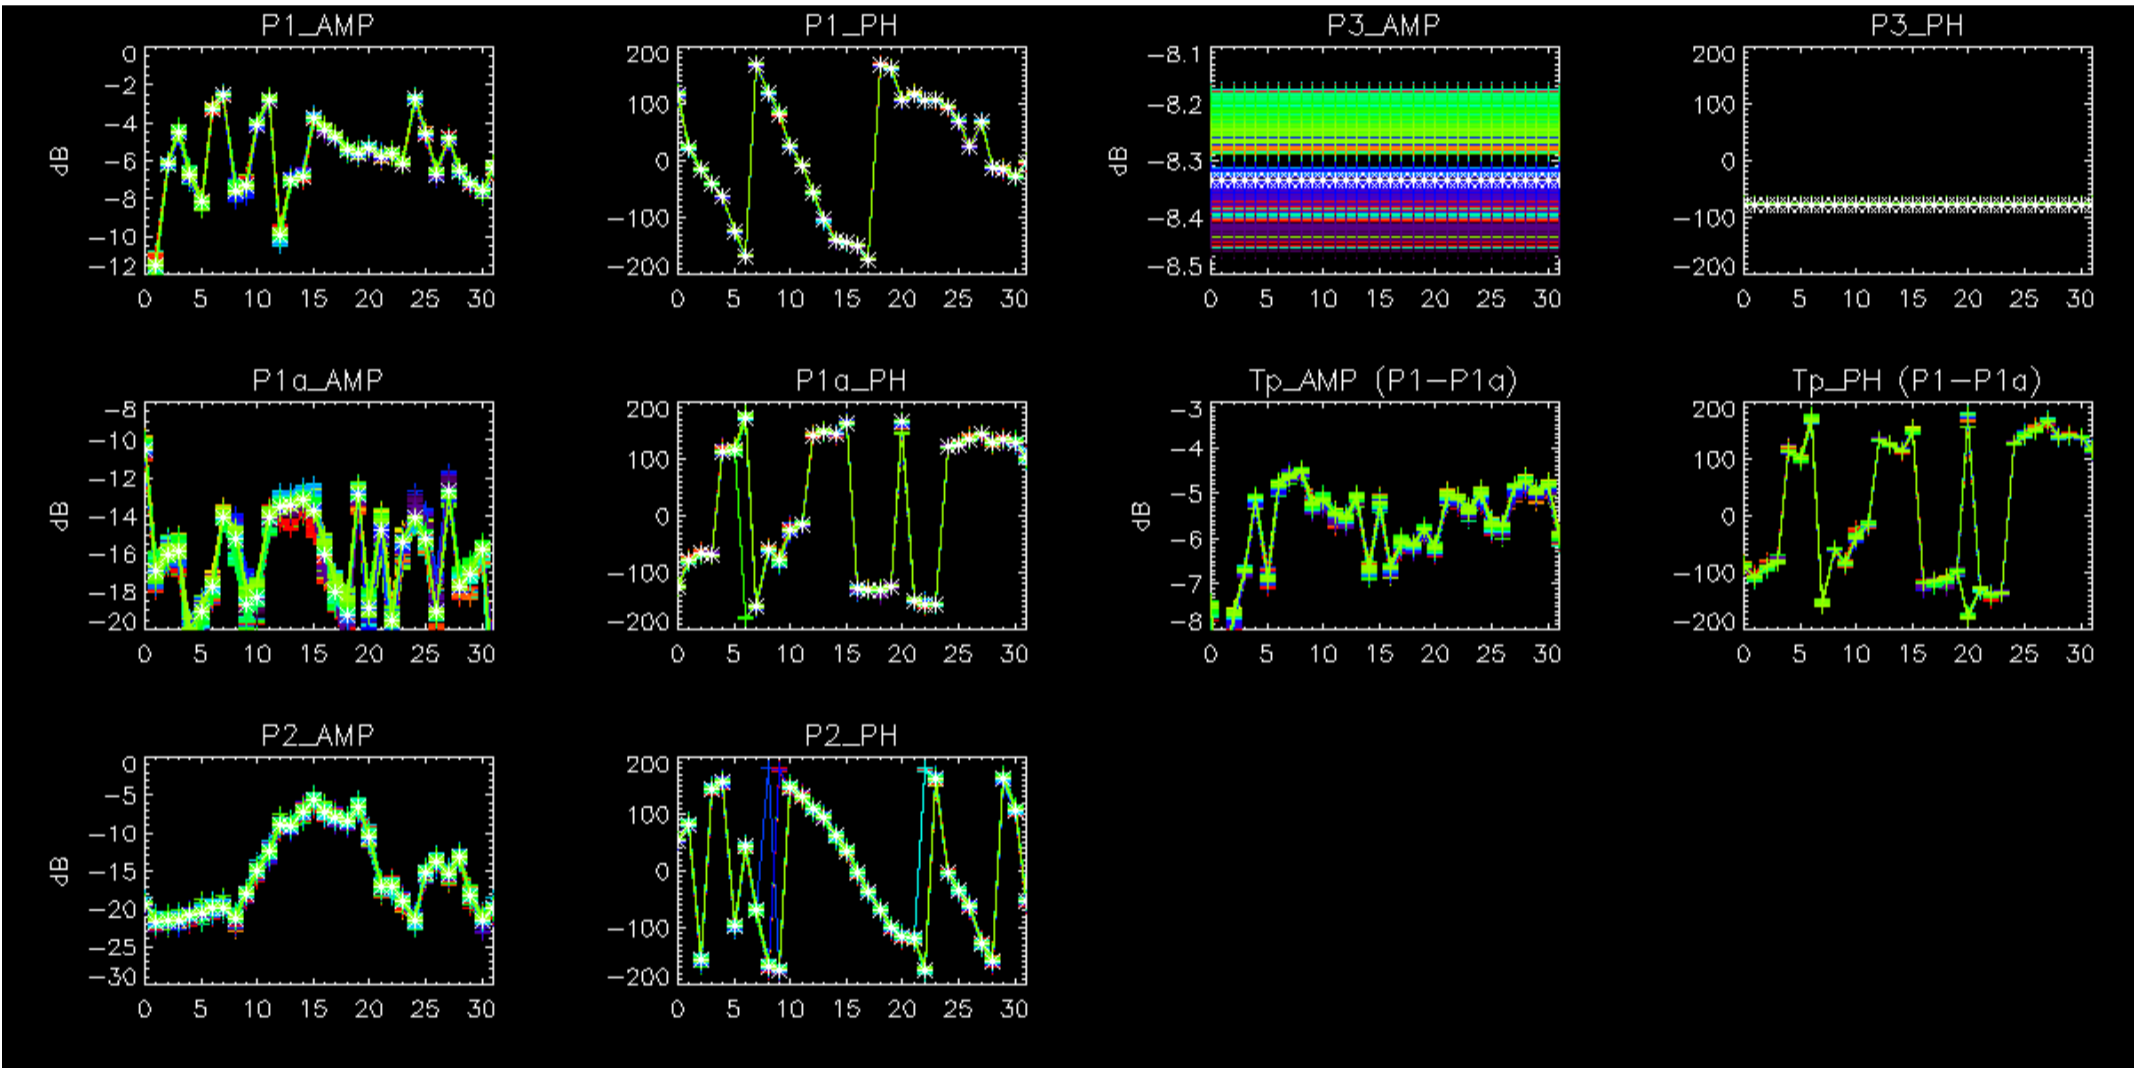 P1_AMP
P1_PH
P3_AMP
P3_PH
dB
0
−2
−4
−6
−8
−10
−12
0 5 10 15 20 25 30
200
100
0
−100
−200
0 5 10 15 20 25 30
dB
−8.1
−8.2
−8.3
−8.4
−8.5
0 5 10 15 20 25 30
200
100
0
−100
−200
0 5 10 15 20 25 30
P1a_AMP
P1a_PH
Tp_AMP (P1−P1a)
Tp_PH (P1−P1a)
dB
−8
−10
−12
−14
−16
−18
−20
0 5 10 15 20 25 30
200
100
0
−100
−200
0 5 10 15 20 25 30
dB
−3
−4
−5
−6
−7
−8
0 5 10 15 20 25 30
200
100
0
−100
−200
0 5 10 15 20 25 30
P2_AMP
P2_PH
dB
0
−5
−10
−15
−20
−25
−30
0 5 10 15 20 25 30
200
100
0
−100
−200
0 5 10 15 20 25 30